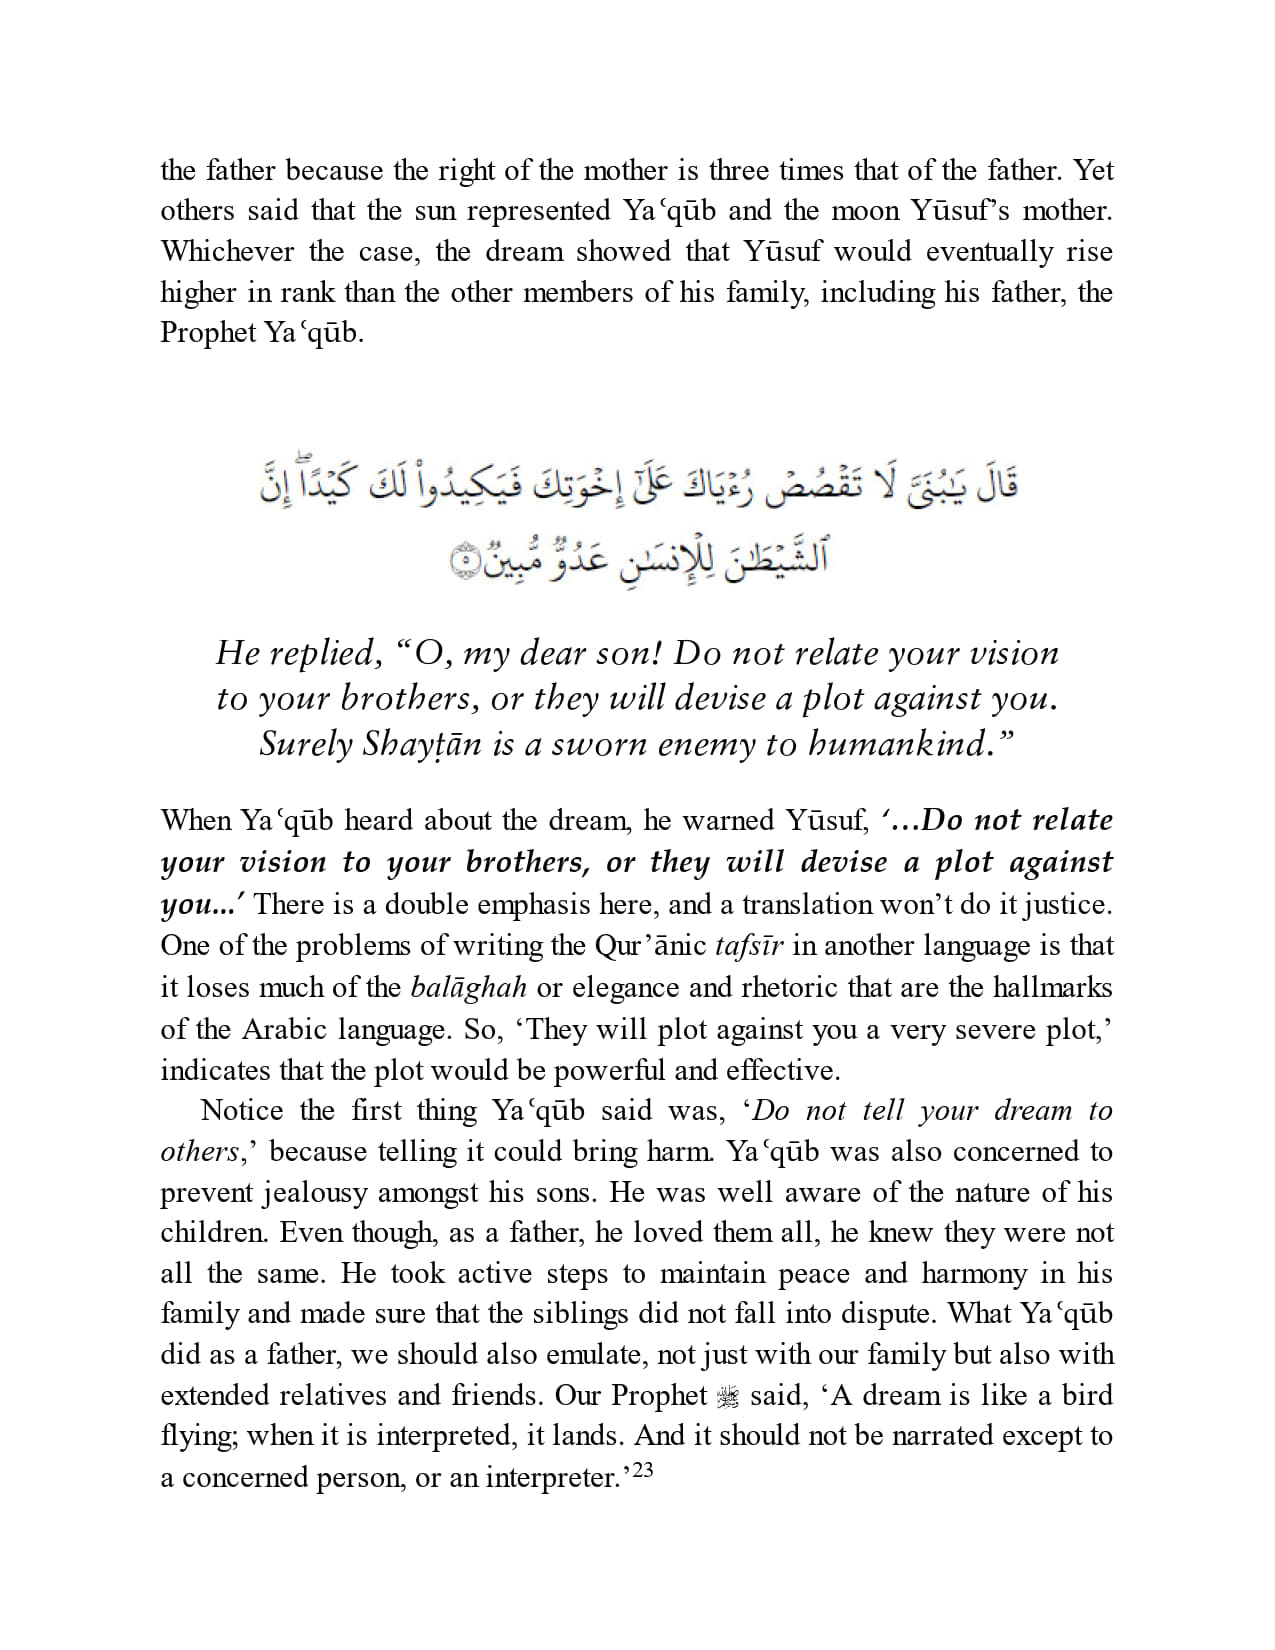 the father because the right of the mother is three times that of the father. Yet
others said that the sun represented Yaʿqūb and the moon Yūsuf’s mother.
Whichever the case, the dream showed that Yūsuf would eventually rise
higher in rank than the other members of his family, including his father, the
Prophet Yaʿqūb.
قَالَ يَـٰبُنَىَّ لَا تَقْصُصْ رُءْيَاكَ عَلَىٰٓ إِخْوَتِكَ فَيَكِيدُوا۟ لَكَ كَيْدًا ۖ إِنَّ
ٱلشَّيْطَـٰنَ لِلْإِنسَـٰنِ عَدُوٌّ مُّبِينٌ ۝٥
He replied, “O, my dear son! Do not relate your vision
to your brothers, or they will devise a plot against you.
Surely Shayṭān is a sworn enemy to humankind.”
When Yaʿqūb heard about the dream, he warned Yūsuf, ‘…Do not relate
your vision to your brothers, or they will devise a plot against
you...’ There is a double emphasis here, and a translation won’t do it justice.
One of the problems of writing the Qur’ānic tafsīr in another language is that
it loses much of the balāghah or elegance and rhetoric that are the hallmarks
of the Arabic language. So, ‘They will plot against you a very severe plot,’
indicates that the plot would be powerful and effective.
Notice the first thing Yaʿqūb said was, ‘Do not tell your dream to
others,’ because telling it could bring harm. Yaʿqūb was also concerned to
prevent jealousy amongst his sons. He was well aware of the nature of his
children. Even though, as a father, he loved them all, he knew they were not
all the same. He took active steps to maintain peace and harmony in his
family and made sure that the siblings did not fall into dispute. What Yaʿqūb
did as a father, we should also emulate, not just with our family but also with
extended relatives and friends. Our Prophet ﷺ said, ‘A dream is like a bird
flying; when it is interpreted, it lands. And it should not be narrated except to
a concerned person, or an interpreter.’23